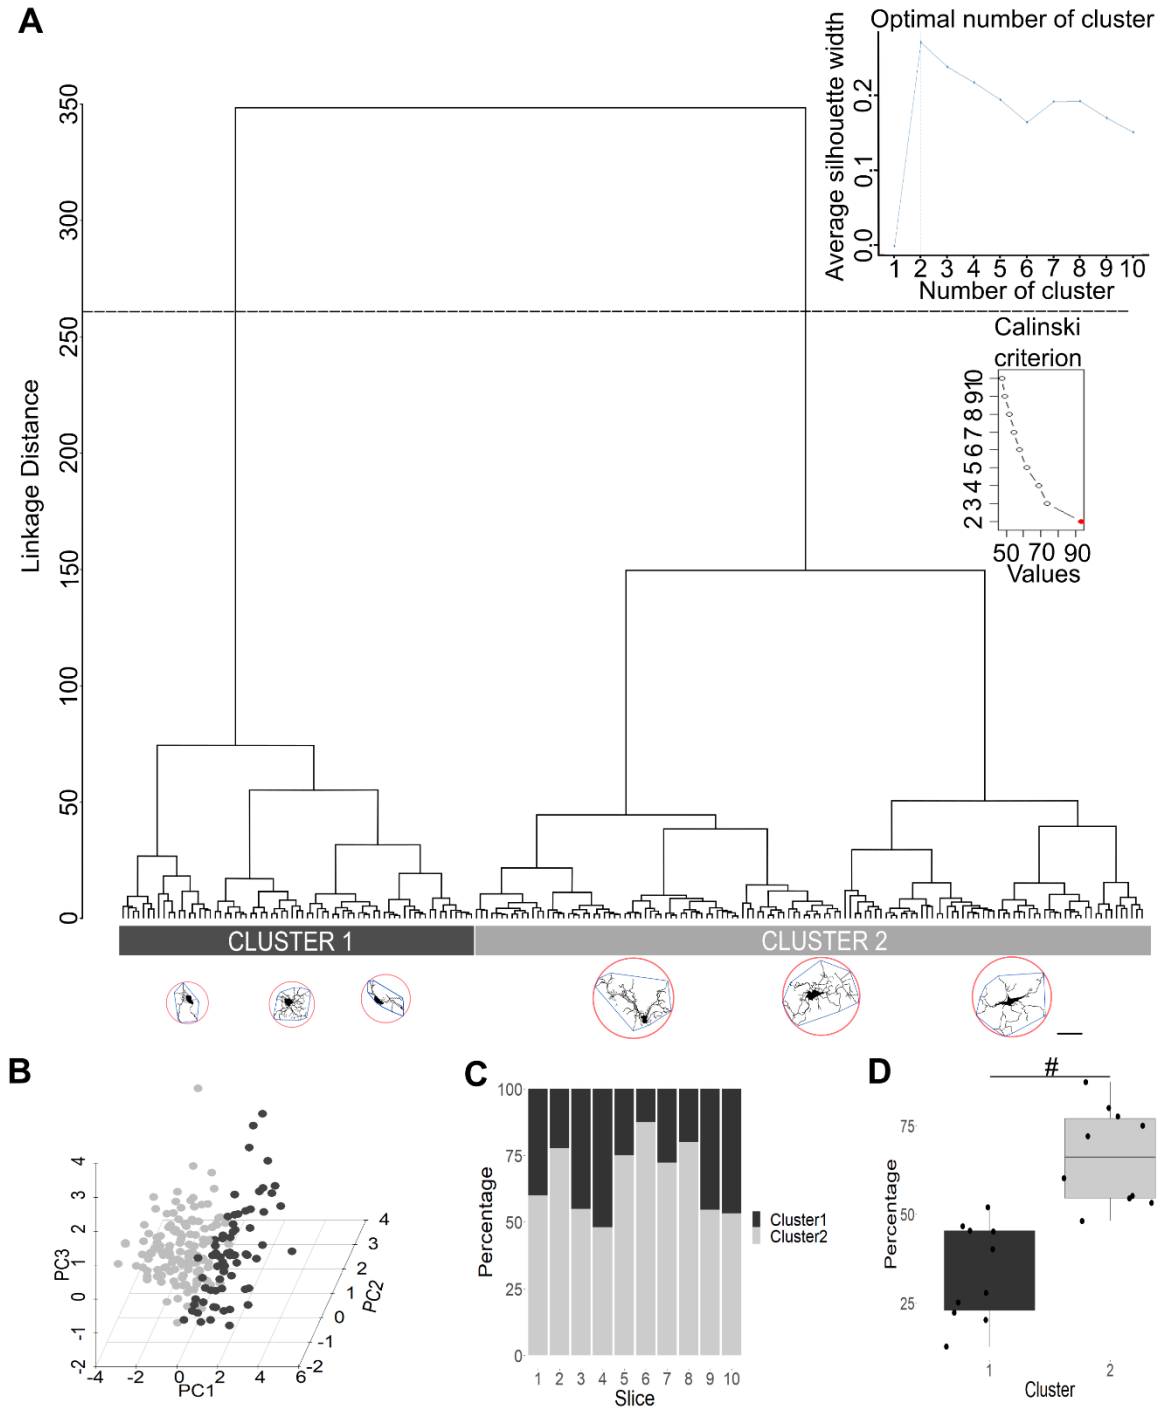 A
Optimal number of cluster
Average silhouette width
0.2
0.1
0.0
1 2 3 4 5 6 7 8 9 10
Number of cluster
Linkage Distance
350
300
250
200
150
100
50
0
Calinski
criterion
10
9
8
7
6
5
4
3
2
50 70 90
Values
CLUSTER 1
CLUSTER 2
B
PC3
4
3
2
1
0
-1
-2
-4 -2 0 2 4 6
PC1
4
3
2
1
0
-1
-2
PC2
C
Percentage
100
75
50
25
0
1 2 3 4 5 6 7 8 9 10
Slice
Cluster1
Cluster2
D
#
Percentage
75
50
25
1 2
Cluster